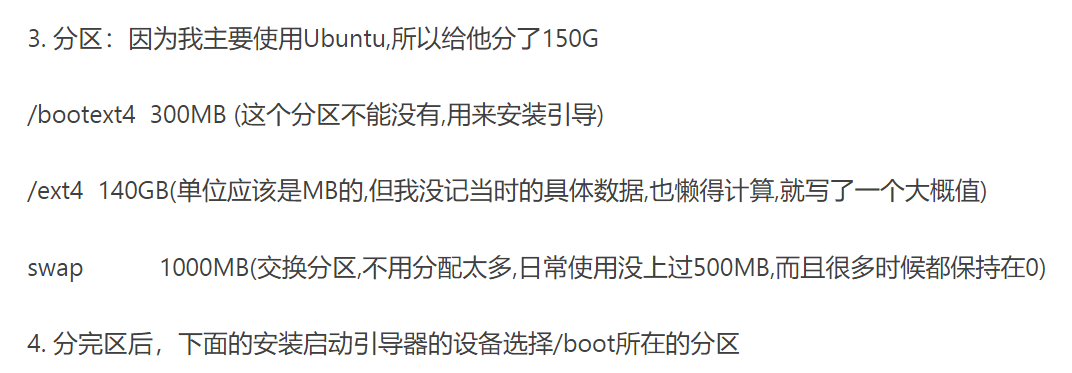 3. 分区：因为我主要使用Ubuntu,所以给他分了150G
/bootext4  300MB (这个分区不能没有,用来安装引导)
/ext4  140GB(单位应该是MB的,但我没记当时的具体数据,也懒得计算,就写了一个大概值)
swap           1000MB(交换分区,不用分配太多,日常使用没上过500MB,而且很多时候都保持在0)
4. 分完区后，下面的安装启动引导器的设备选择/boot所在的分区